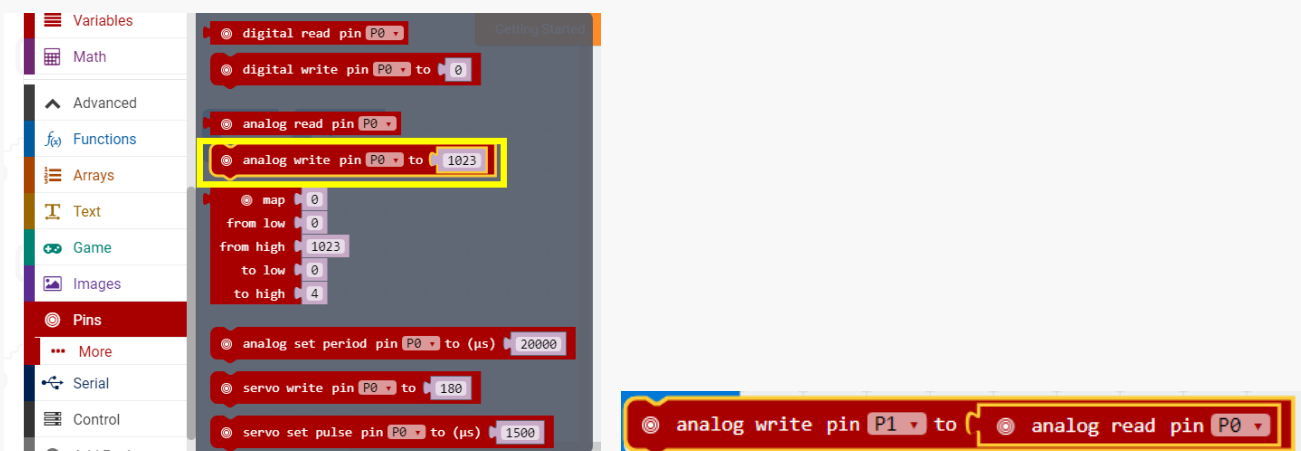 Variables
Math
Advanced
Functions
Arrays
Text
Game
Images
Pins
More
Serial
Control
Getting Started
digital read pin P0
digital write pin P0 to 0
analog read pin P0
analog write pin P0 to 1023
map 0
from low 0
from high 1023
to low 0
to high 4
analog set period pin P0 to (µs) 20000
servo write pin P0 to 180
servo set pulse pin P0 to (µs) 1500
analog write pin P1 to analog read pin P0